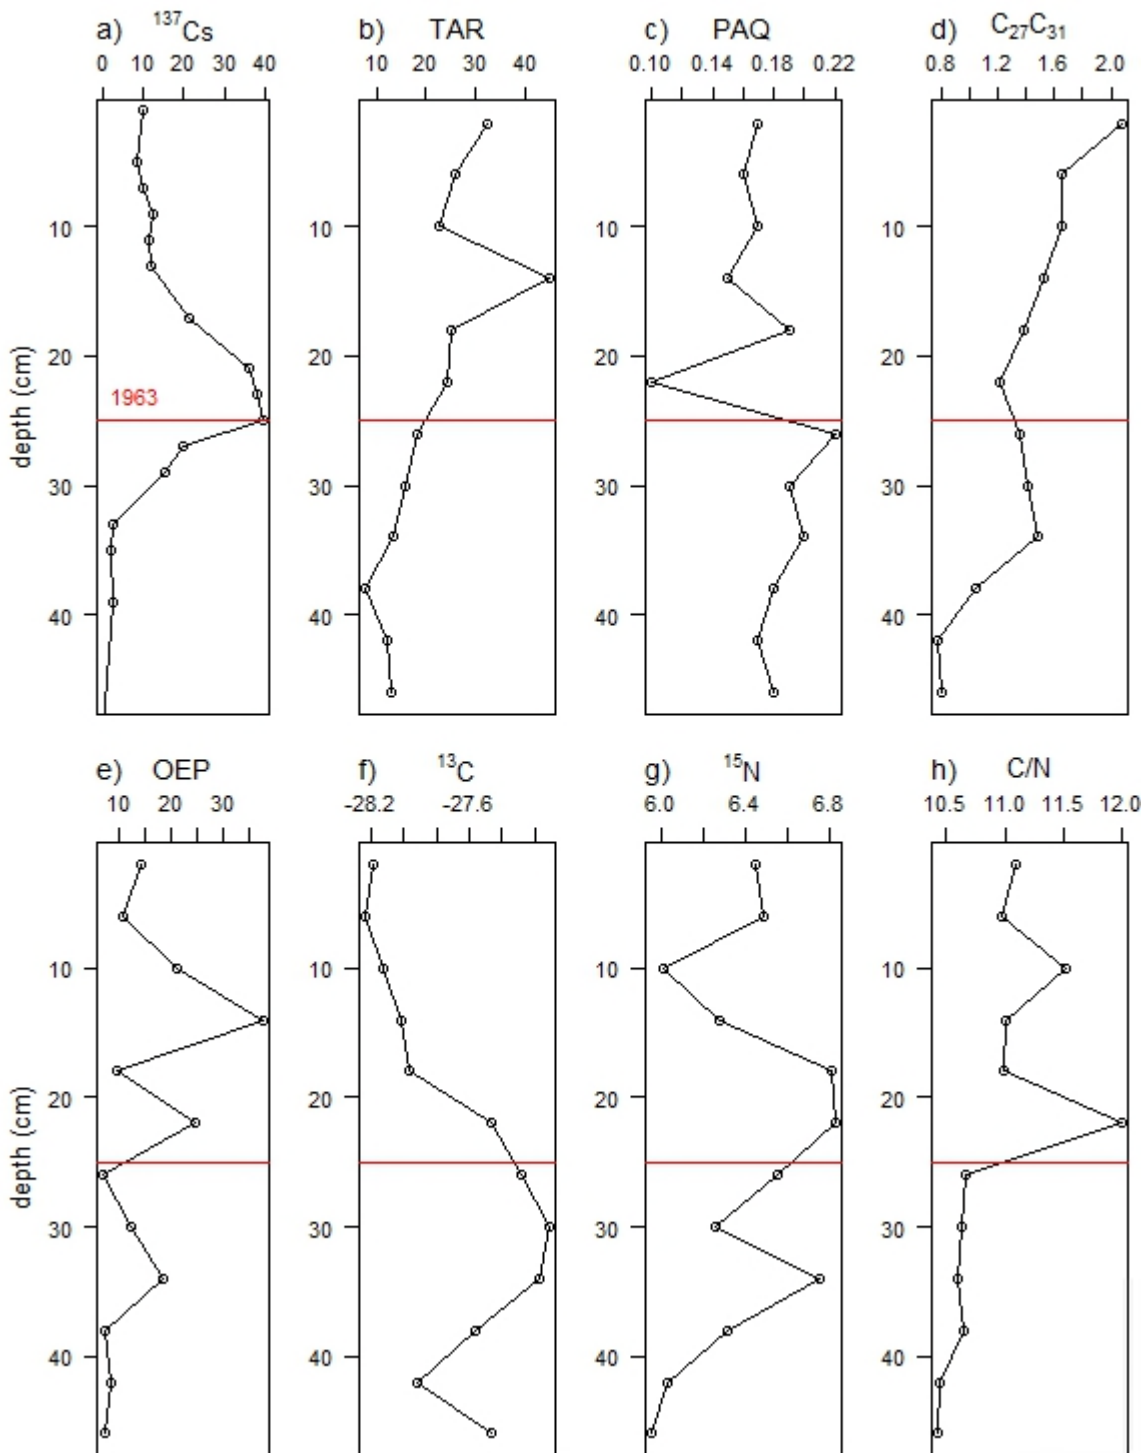 a) ¹³⁷Cs b) TAR c) PAQ d) C₂₇C₃₁
0 10 20 30 40 10 20 30 40 0.10 0.14 0.18 0.22 0.8 1.2 1.6 2.0
10 10 10 10
20 20 20 20
1963
depth (cm)
30 30 30 30
40 40 40 40
e) OEP f) ¹³C g) ¹⁵N h) C/N
10 20 30 -28.2 -27.6 6.0 6.4 6.8 10.5 11.0 11.5 12.0
10 10 10 10
20 20 20 20
depth (cm)
30 30 30 30
40 40 40 40